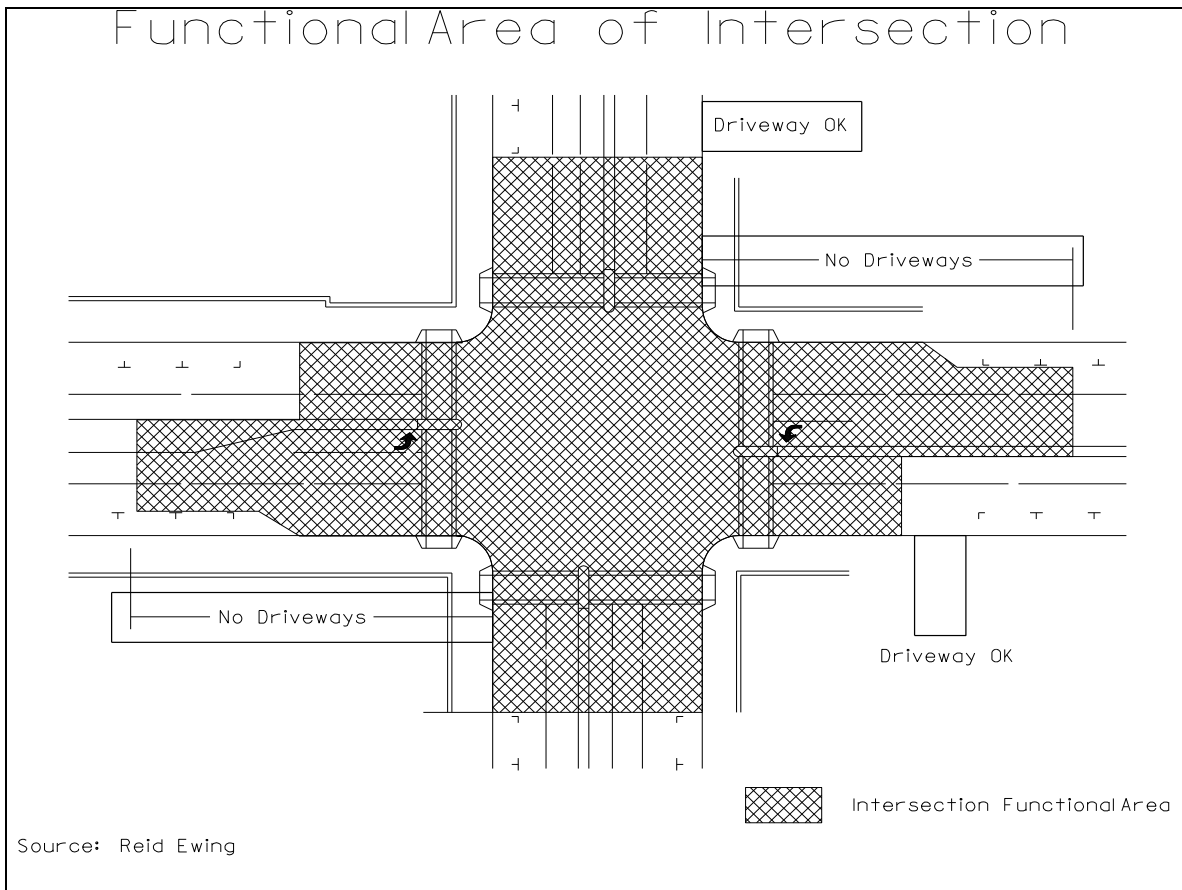 Functional Area of Intersection
Driveway OK
No Driveways
No Driveways
Driveway OK
Intersection Functional Area
Source: Reid Ewing